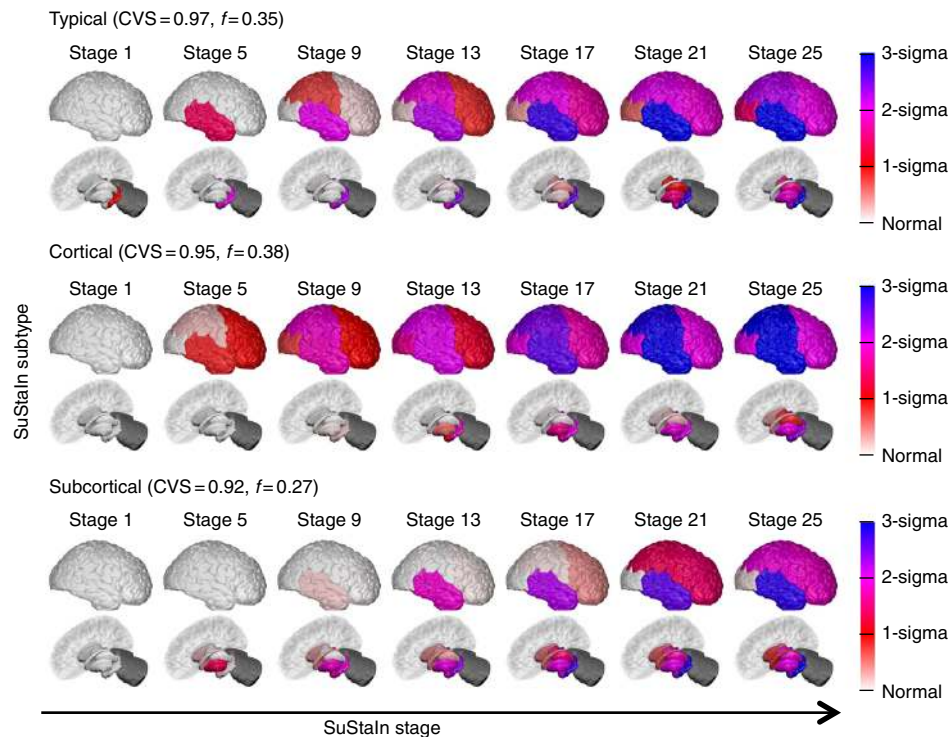 Typical (CVS=0.97, f=0.35)
Stage 1 Stage 5 Stage 9 Stage 13 Stage 17 Stage 21 Stage 25
3-sigma
2-sigma
1-sigma
Normal
Cortical (CVS=0.95, f=0.38)
Stage 1 Stage 5 Stage 9 Stage 13 Stage 17 Stage 21 Stage 25
3-sigma
2-sigma
1-sigma
Normal
SuStaIn subtype
Subcortical (CVS=0.92, f=0.27)
Stage 1 Stage 5 Stage 9 Stage 13 Stage 17 Stage 21 Stage 25
3-sigma
2-sigma
1-sigma
Normal
SuStaIn stage